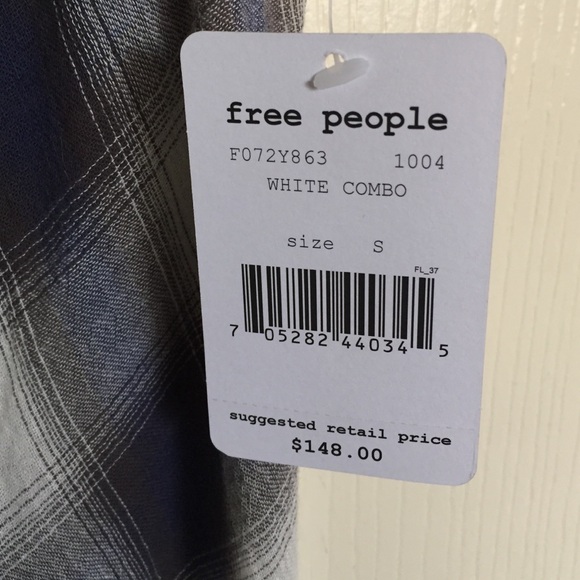 free people
F072Y863 1004
WHITE COMBO
size S
FL_37
7 05282 44034 5
suggested retail price
$148.00